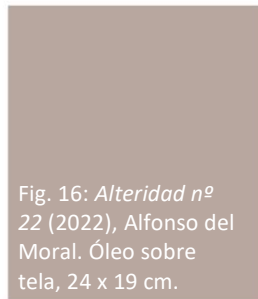 Fig. 16: Alteridad nº
22 (2022), Alfonso del
Moral. Óleo sobre
tela, 24 x 19 cm.